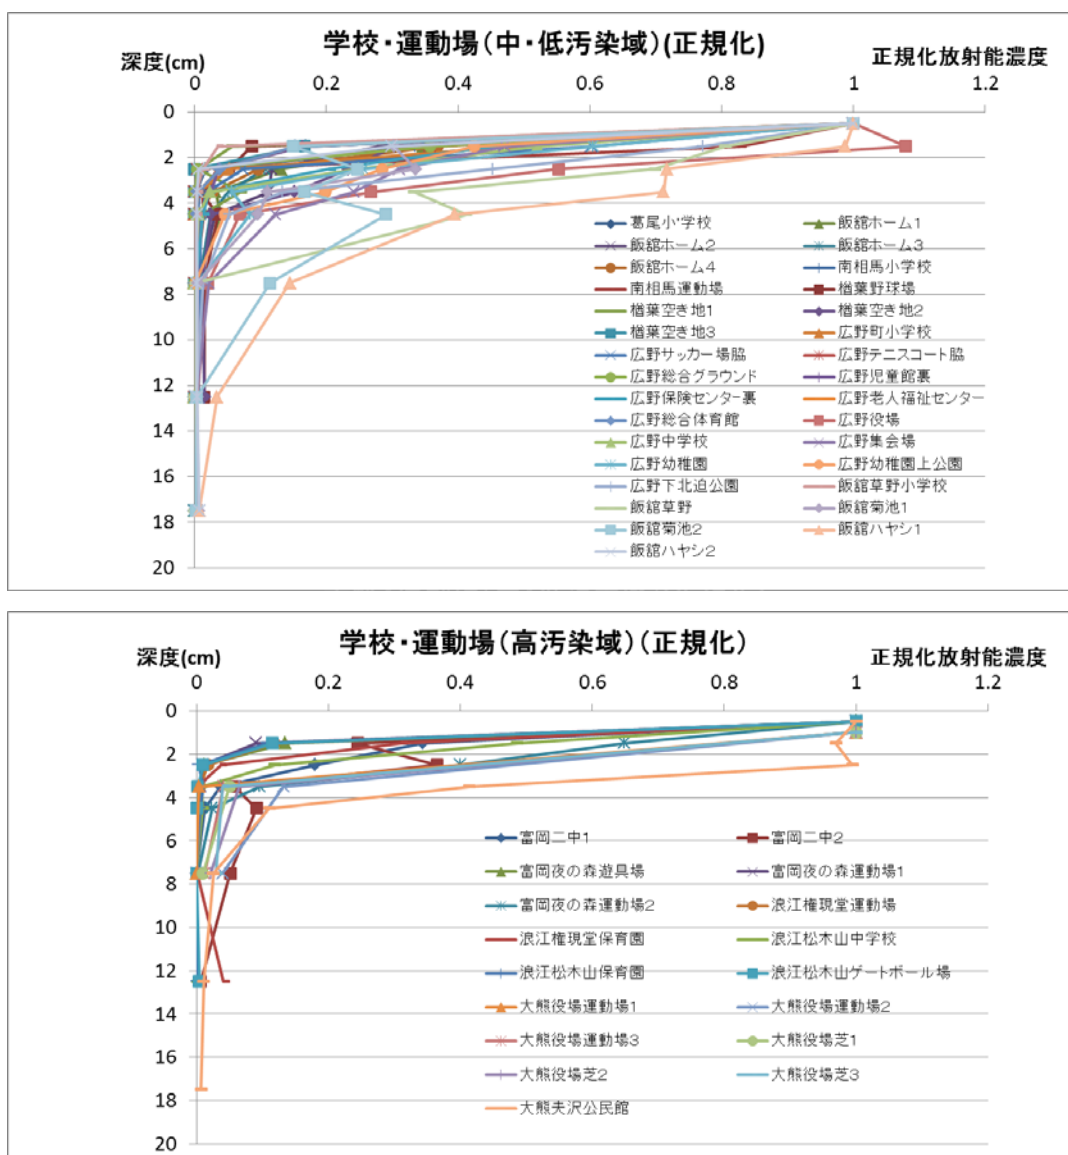 学校・運動場(中・低汚染域)(正規化)
深度(cm)
正規化放射能濃度
0 0.2 0.4 0.6 0.8 1 1.2
0
2
4
6
8
10
12
14
16
18
20
葛尾小学校 飯舘ホーム1
飯舘ホーム2 飯舘ホーム3
飯舘ホーム4 南相馬小学校
南相馬運動場 楢葉野球場
楢葉空き地1 楢葉空き地2
楢葉空き地3 広野町小学校
広野サッカー場脇 広野テニスコート脇
広野総合グラウンド 広野児童館裏
広野保険センター裏 広野老人福祉センター
広野総合体育館 広野役場
広野中学校 広野集会場
広野幼稚園 広野幼稚園上公園
広野下北迫公園 飯舘草野小学校
飯舘草野 飯舘菊池1
飯舘菊池2 飯舘ハヤシ1
飯舘ハヤシ2
学校・運動場(高汚染域)(正規化)
深度(cm)
正規化放射能濃度
0 0.2 0.4 0.6 0.8 1 1.2
0
2
4
6
8
10
12
14
16
18
20
富岡二中1 富岡二中2
富岡夜の森遊具場 富岡夜の森運動場1
富岡夜の森運動場2 浪江権現堂運動場
浪江権現堂保育園 浪江松木山中学校
浪江松木山保育園 浪江松木山ゲートボール場
大熊役場運動場1 大熊役場運動場2
大熊役場運動場3 大熊役場芝1
大熊役場芝2 大熊役場芝3
大熊夫沢公民館